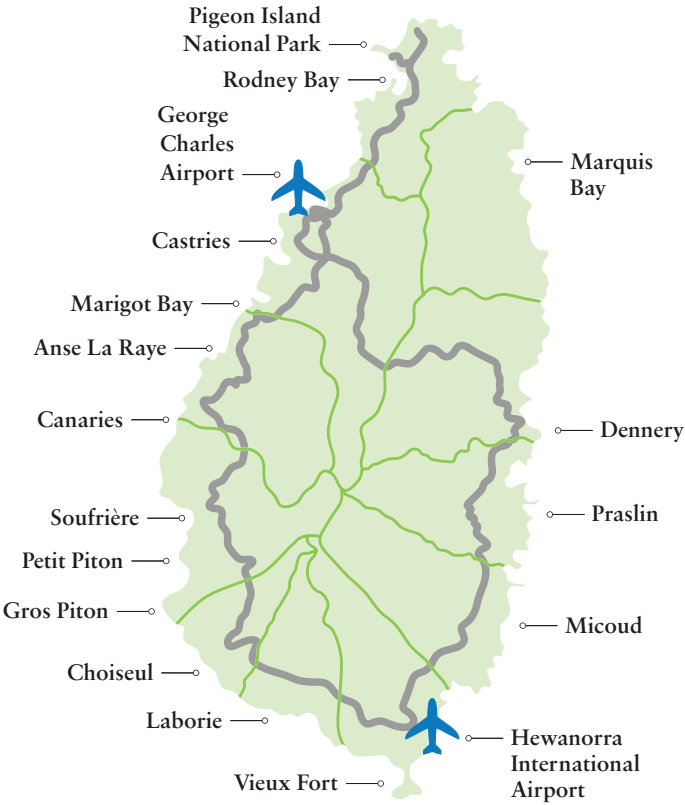 Pigeon Island
National Park
Rodney Bay
George
Charles
Airport
Marquis
Bay
Castries
Marigot Bay
Anse La Raye
Canaries
Dennery
Soufrière
Praslin
Petit Piton
Gros Piton
Micoud
Choiseul
Laborie
Hewanorra
International
Airport
Vieux Fort